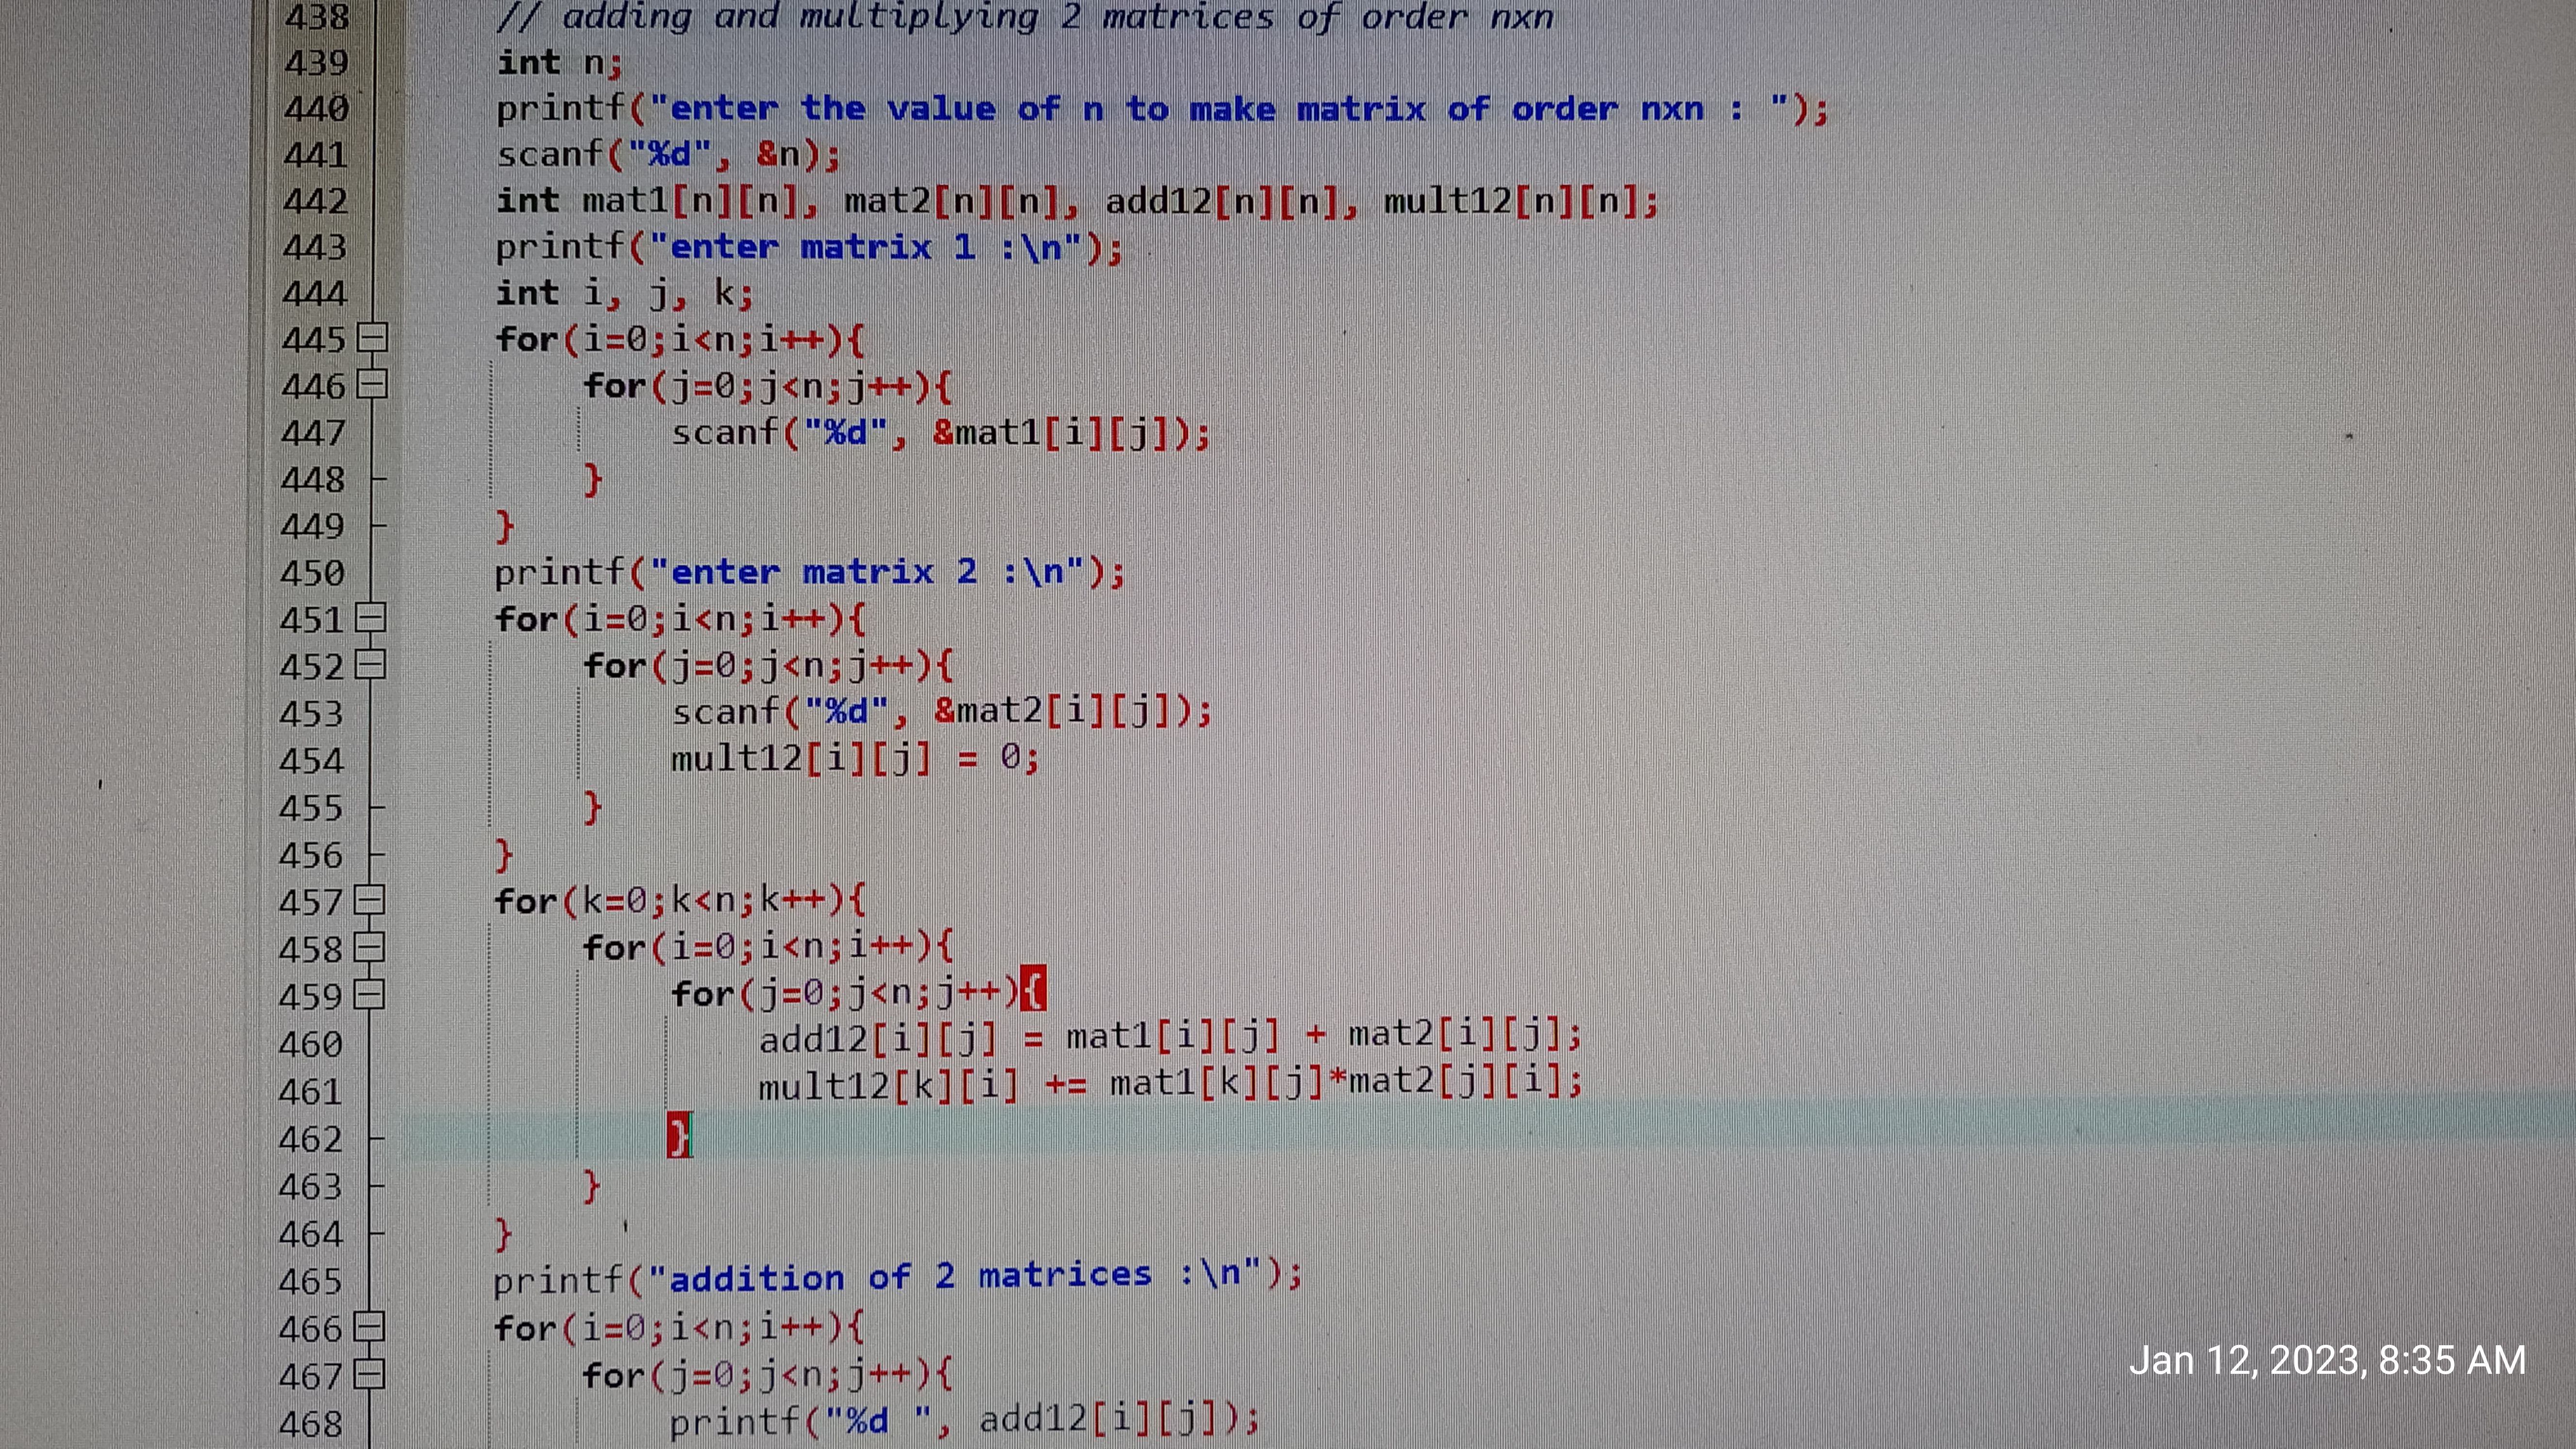 438 // adding and multiplying 2 matrices of order nxn
439 int n;
440 printf("enter the value of n to make matrix of order nxn : ");
441 scanf("%d", &n);
442 int mat1[n][n], mat2[n][n], add12[n][n], mult12[n][n];
443 printf("enter matrix 1 :\n");
444 int i, j, k;
445 for(i=0;i<n;i++){
446 for(j=0;j<n;j++){
447 scanf("%d", &mat1[i][j]);
448 }
449 }
450 printf("enter matrix 2 :\n");
451 for(i=0;i<n;i++){
452 for(j=0;j<n;j++){
453 scanf("%d", &mat2[i][j]);
454 mult12[i][j] = 0;
455 }
456 }
457 for(k=0;k<n;k++){
458 for(i=0;i<n;i++){
459 for(j=0;j<n;j++){
460 add12[i][j] = mat1[i][j] + mat2[i][j];
461 mult12[k][i] += mat1[k][j]*mat2[j][i];
462 }
463 }
464 }
465 printf("addition of 2 matrices :\n");
466 for(i=0;i<n;i++){
467 for(j=0;j<n;j++){
468 printf("%d ", add12[i][j]);
Jan 12, 2023, 8:35 AM